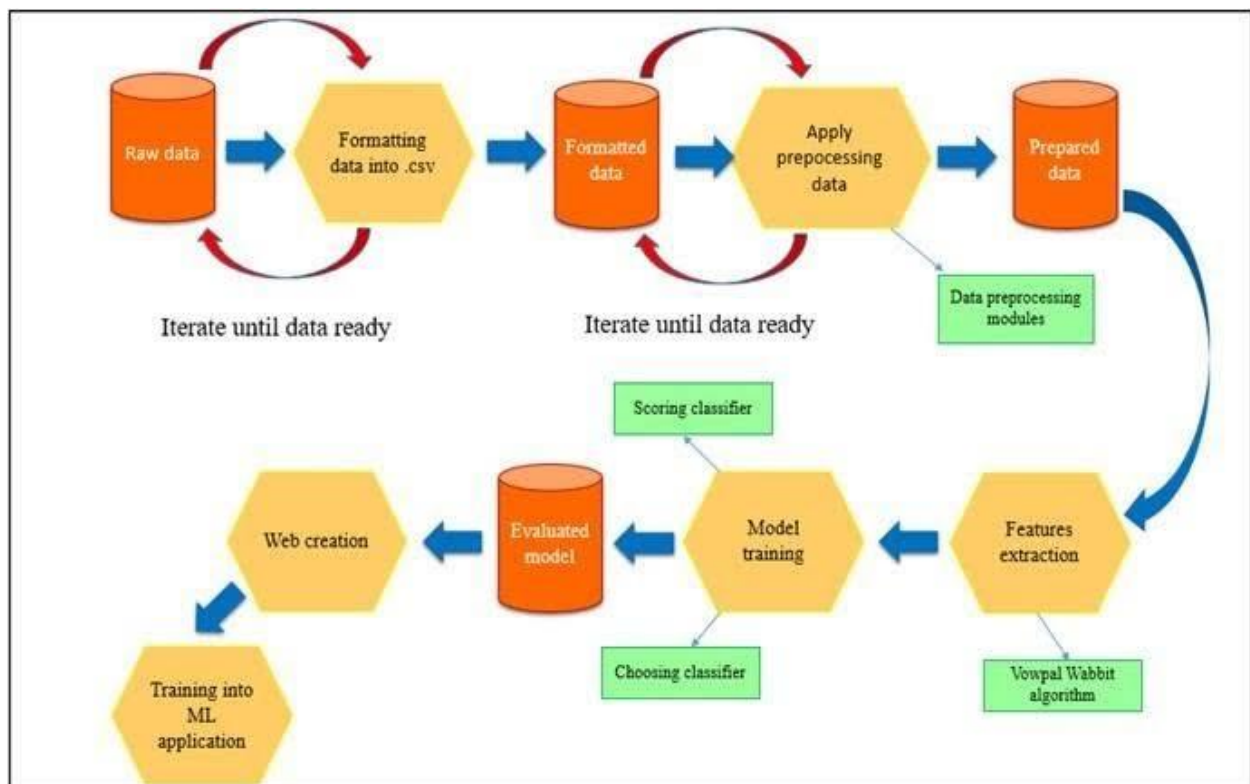 Raw data
Formatting
data into .csv
Formatted
data
Apply
prepocessing
data
Prepared
data
Data preprocessing
modules
Iterate until data ready
Iterate until data ready
Scoring classifier
Features
extraction
Vowpal Wabbit
algorithm
Model
training
Choosing classifier
Evaluated
model
Web creation
Training into
ML
application